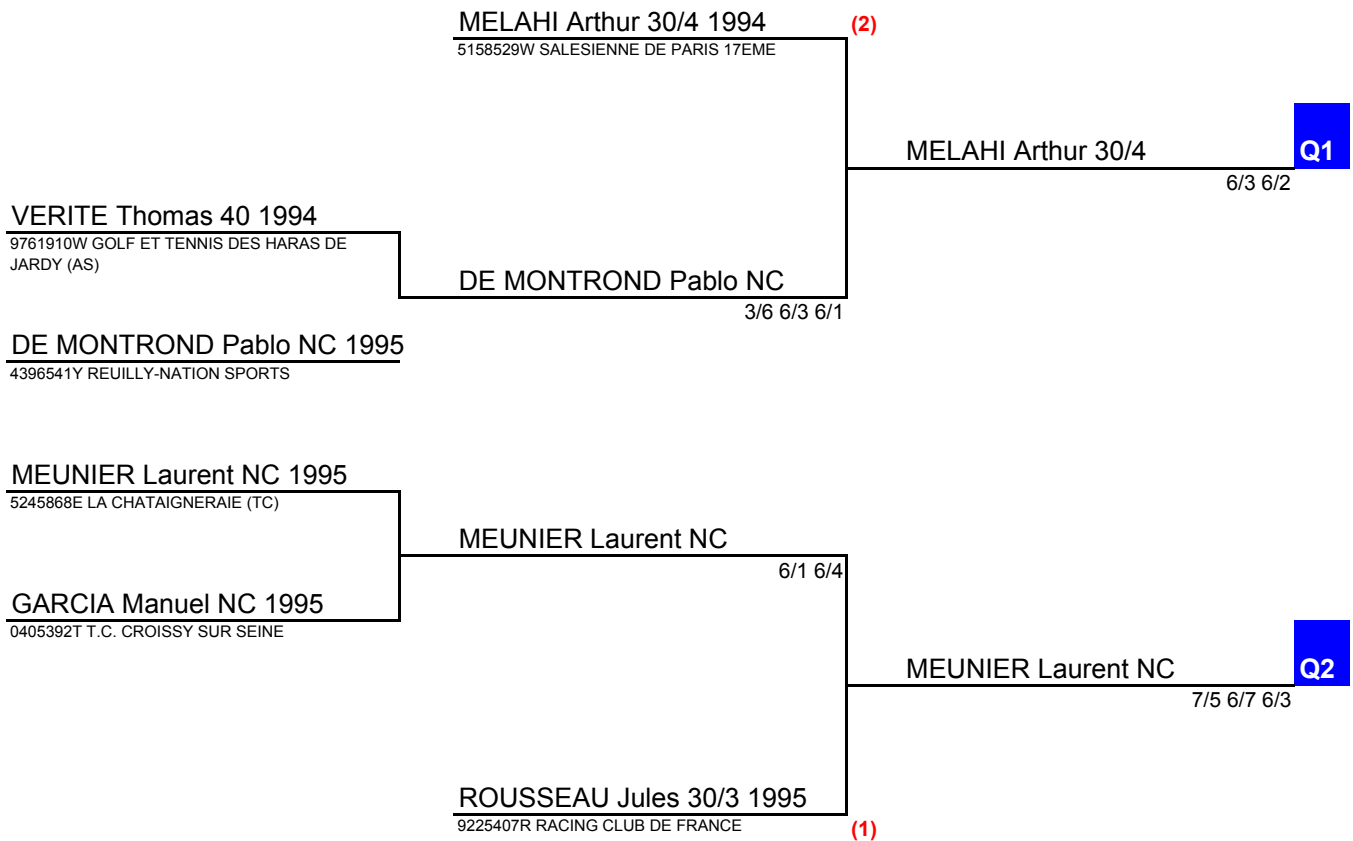 MELAHI Arthur 30/4 1994
(2)
5158529W SALESIENNE DE PARIS 17EME
MELAHI Arthur 30/4
Q1
6/3 6/2
VERITE Thomas 40 1994
9761910W GOLF ET TENNIS DES HARAS DE
JARDY (AS)
DE MONTROND Pablo NC
3/6 6/3 6/1
DE MONTROND Pablo NC 1995
4396541Y REUILLY-NATION SPORTS
MEUNIER Laurent NC 1995
5245868E LA CHATAIGNERAIE (TC)
MEUNIER Laurent NC
6/1 6/4
GARCIA Manuel NC 1995
0405392T T.C. CROISSY SUR SEINE
MEUNIER Laurent NC
Q2
7/5 6/7 6/3
ROUSSEAU Jules 30/3 1995
9225407R RACING CLUB DE FRANCE
(1)